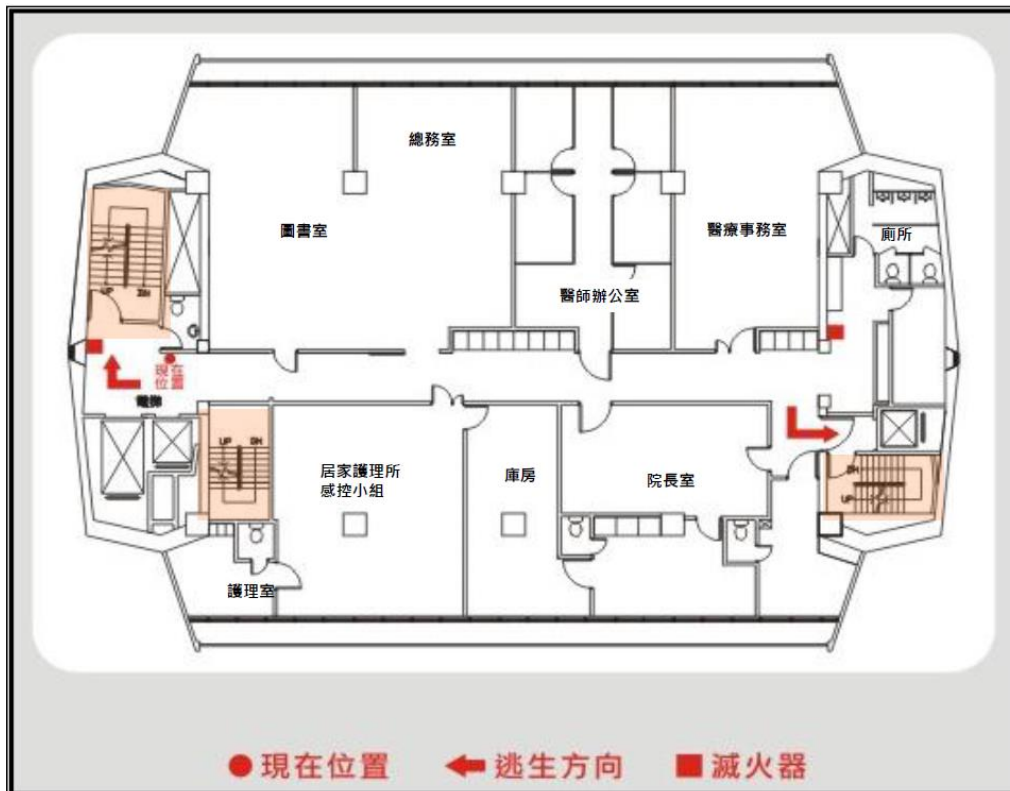 總務室
圖書室
醫療事務室
廁所
醫師辦公室
UP
DN
現在
位置
電梯
UP
DN
居家護理所
感控小組
庫房
院長室
DN
UP
護理室
現在位置
逃生方向
滅火器